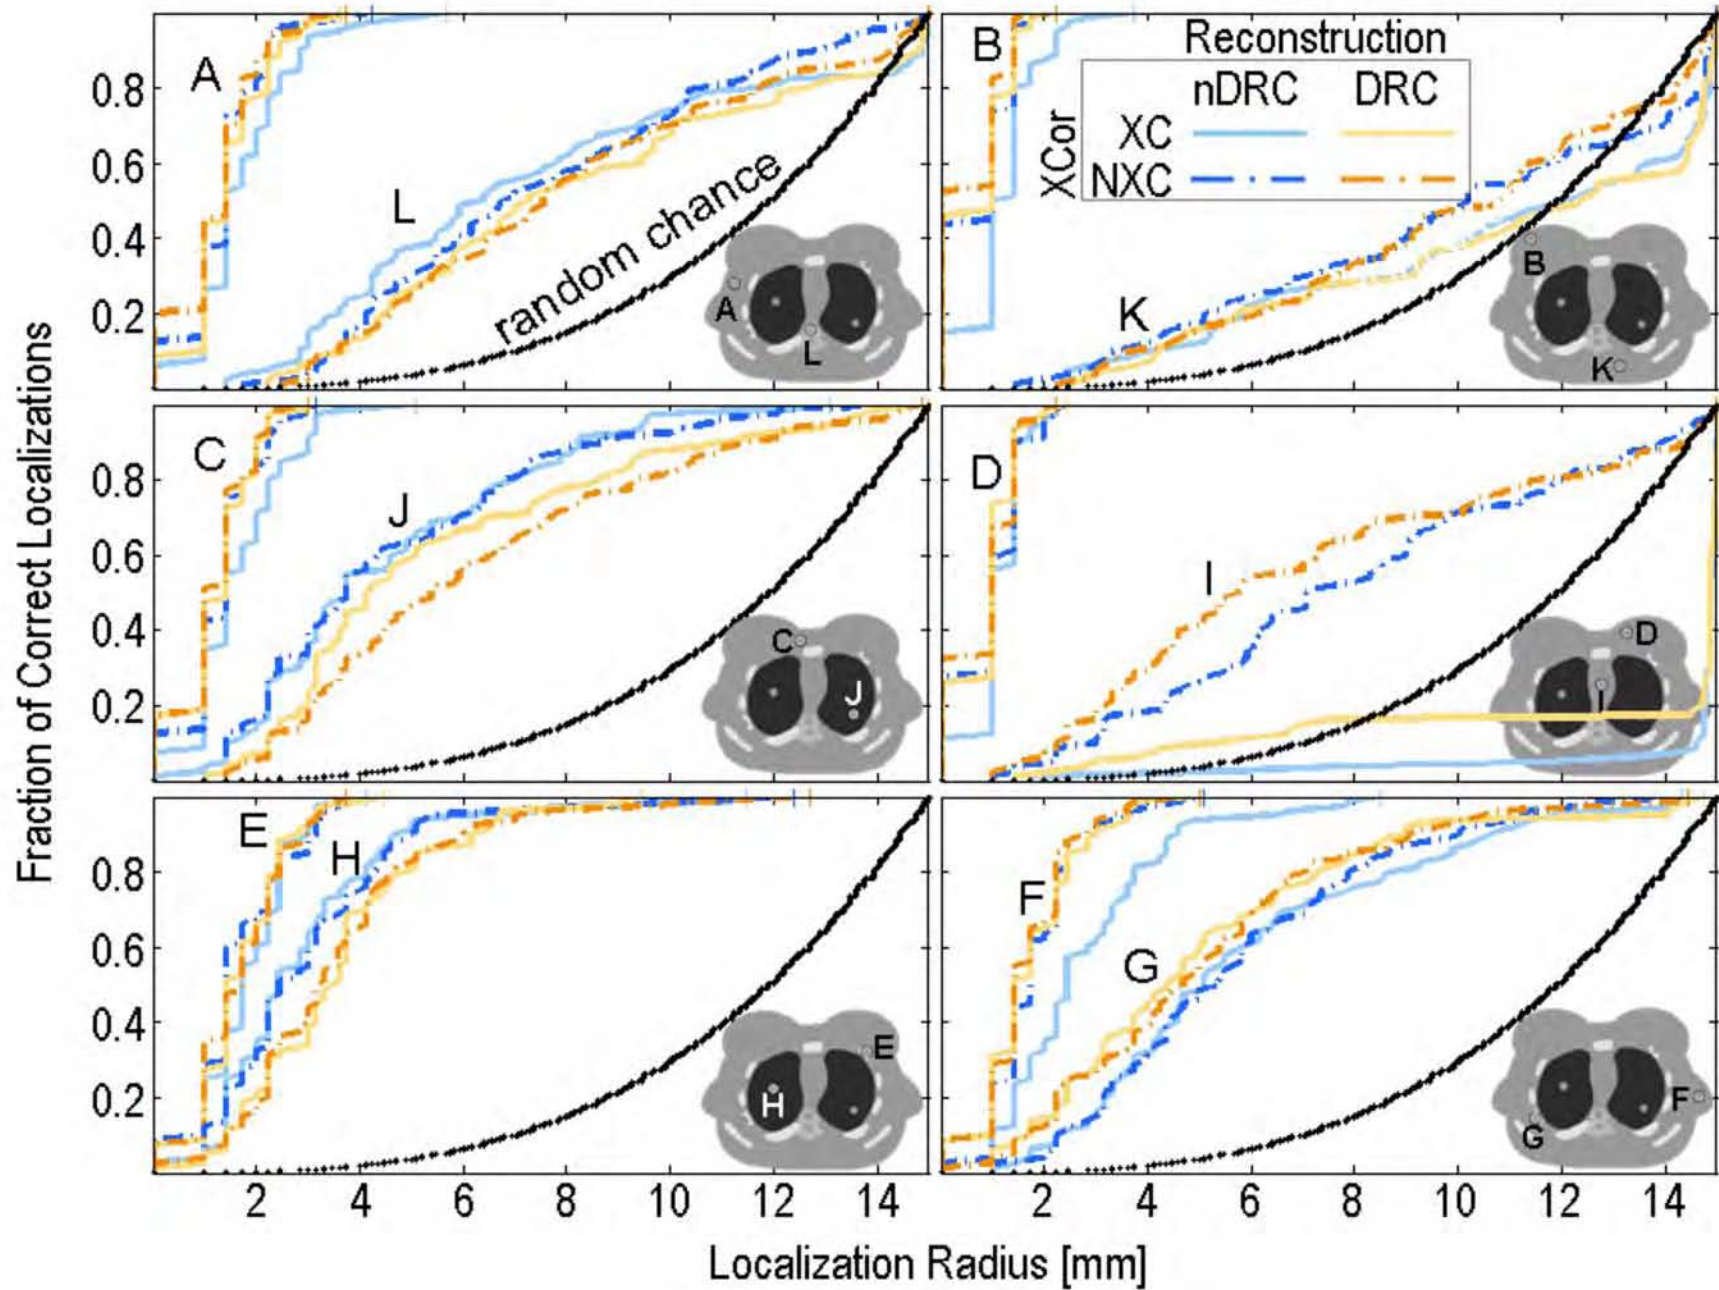 A
B
Reconstruction
nDRC DRC
XCor
XC
NXC
0.8
0.6
0.4
0.2
L
random chance
A
L
K
B
K
C
D
0.8
0.6
0.4
0.2
J
I
C
J
D
I
E
H
F
0.8
0.6
0.4
0.2
G
E
H
F
G
2 4 6 8 10 12 14
2 4 6 8 10 12 14
Fraction of Correct Localizations
Localization Radius [mm]